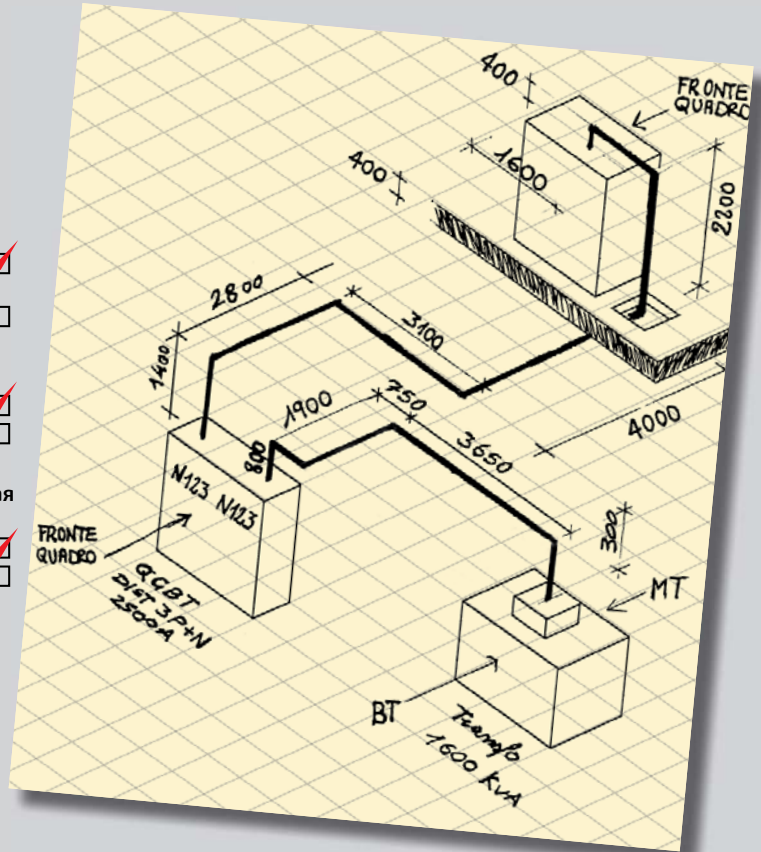 400
FRONTE
QUADRO
400
1600
2200
2800
3100
1400
1900
750
4000
800
3650
N123 N123
300
FRONTE
QUADRO
QGBT
DIST 3P+N
2500A
MT
BT
Trasfo
1600 KVA
ая